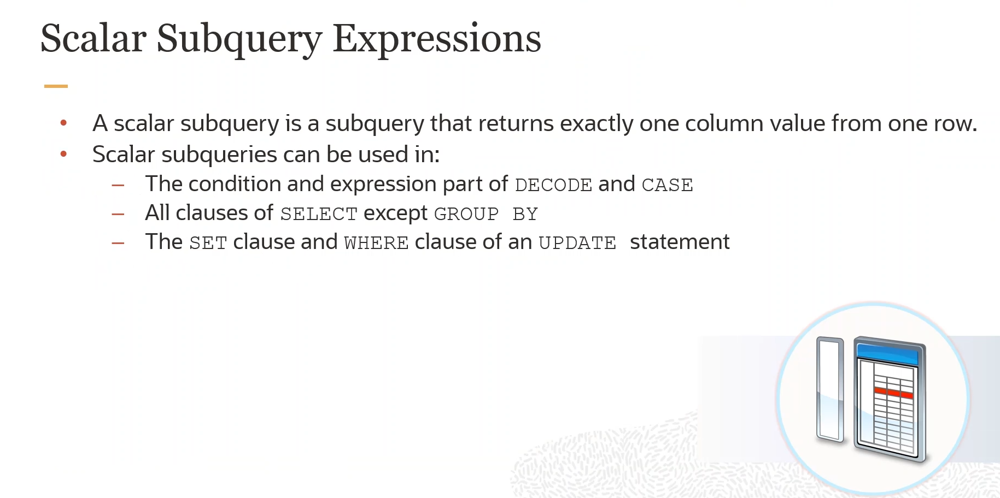 Scalar Subquery Expressions
• A scalar subquery is a subquery that returns exactly one column value from one row.
• Scalar subqueries can be used in:
– The condition and expression part of DECODE and CASE
– All clauses of SELECT except GROUP BY
– The SET clause and WHERE clause of an UPDATE statement